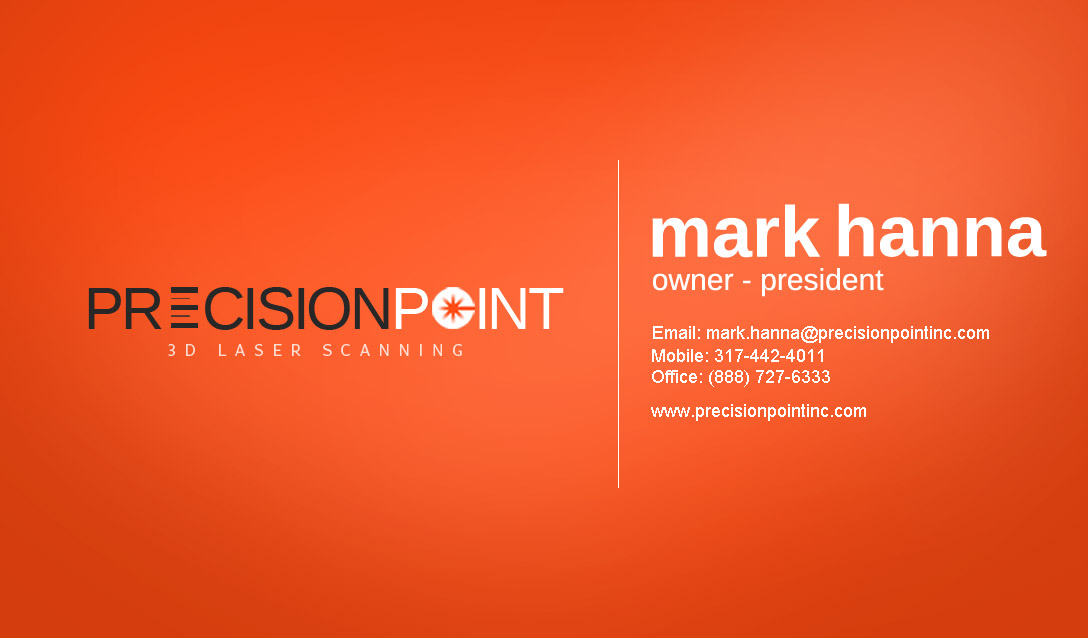 PRECISIONPOINT
3D LASER SCANNING
mark hanna
owner - president
Email: mark.hanna@precisionpointinc.com
Mobile: 317-442-4011
Office: (888) 727-6333
www.precisionpointinc.com